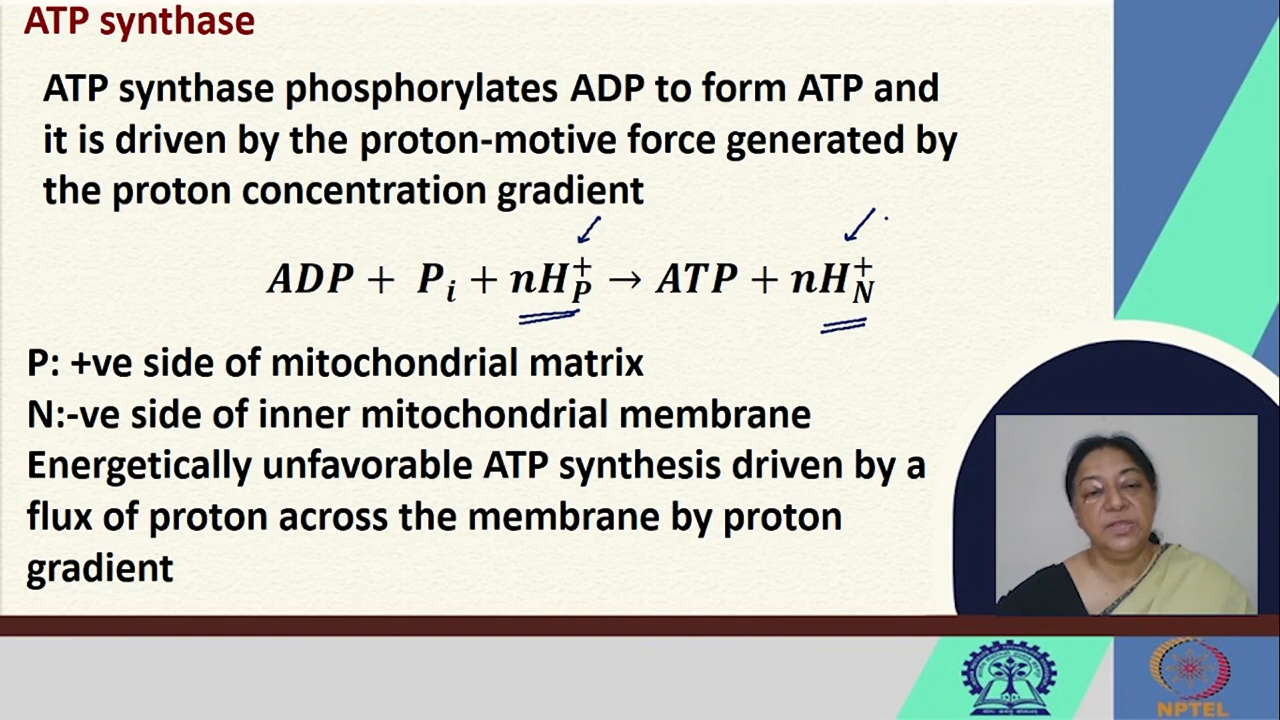 ATP synthase
ATP synthase phosphorylates ADP to form ATP and
it is driven by the proton-motive force generated by
the proton concentration gradient
ADP + P_i + nH_P^+ → ATP + nH_N^+
P: +ve side of mitochondrial matrix
N:-ve side of inner mitochondrial membrane
Energetically unfavorable ATP synthesis driven by a
flux of proton across the membrane by proton
gradient
NPTEL